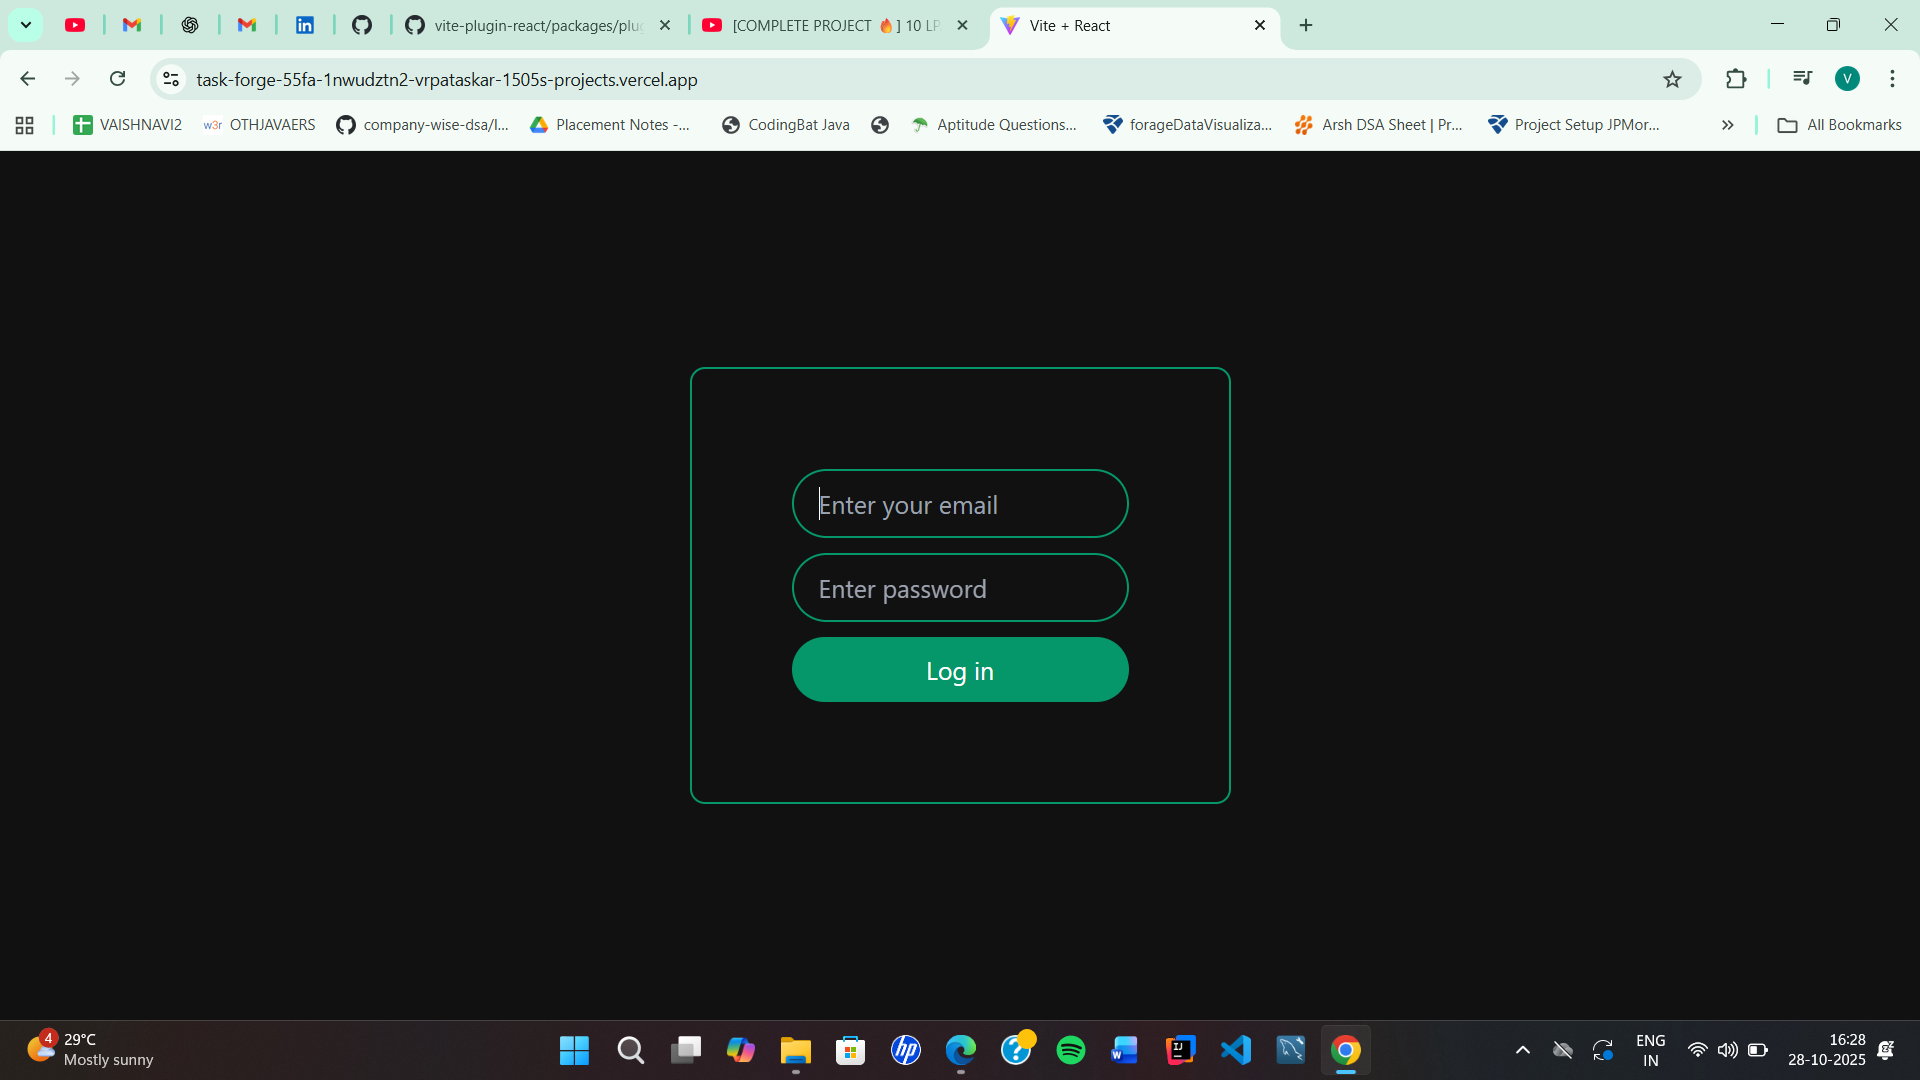 vite-plugin-react/packages/plu
[COMPLETE PROJECT 🔥] 10 LP
Vite + React
task-forge-55fa-1nwudztn2-vrpataskar-1505s-projects.vercel.app
V
VAISHNAVI2
w3r OTHJAVAERS
company-wise-dsa/I...
Placement Notes -...
CodingBat Java
Aptitude Questions...
forageDataVisualiza...
Arsh DSA Sheet | Pr...
Project Setup JPMor...
All Bookmarks
Enter your email
Enter password
Log in
4
29°C
Mostly sunny
ENG
IN
16:28
28-10-2025